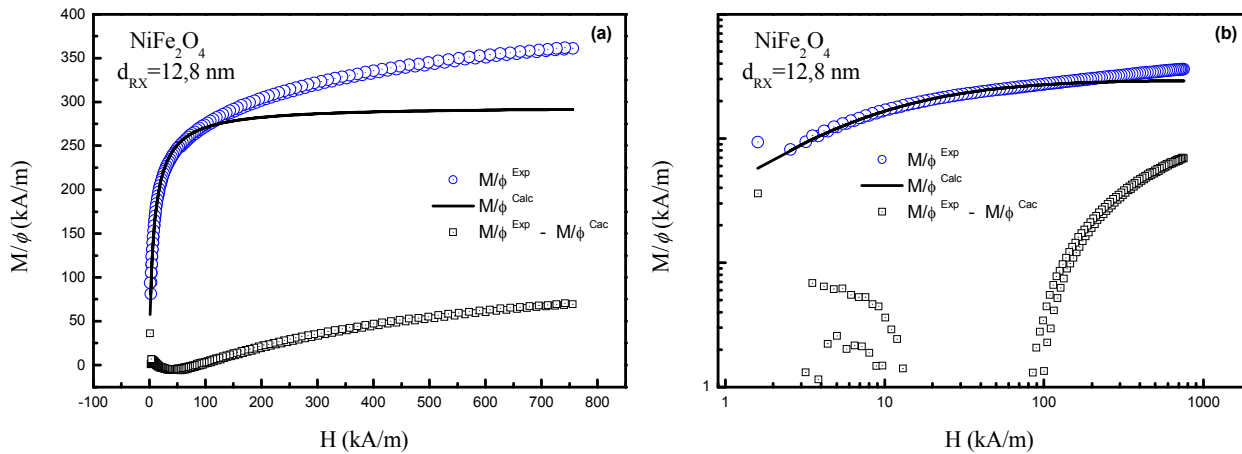 (a)
NiFe₂O₄
d_RX=12,8 nm
M/ϕ (kA/m)
400
350
300
250
200
150
100
50
0
M/ϕ ^Exp
M/ϕ ^Calc
M/ϕ ^Exp - M/ϕ ^Cac
-100 0 100 200 300 400 500 600 700 800
H (kA/m)
(b)
NiFe₂O₄
d_RX=12,8 nm
M/ϕ (kA/m)
M/ϕ ^Exp
M/ϕ ^Calc
M/ϕ ^Exp - M/ϕ ^Cac
1
1 10 100 1000
H (kA/m)